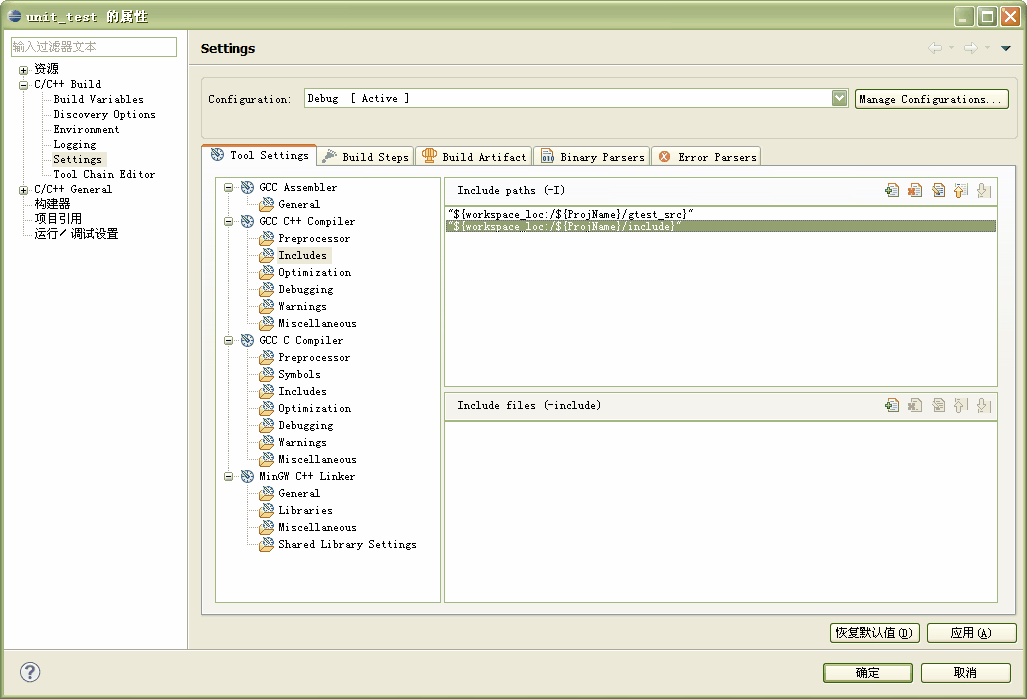 unit_test 的属性
输入过滤器文本
资源
C/C++ Build
Build Variables
Discovery Options
Environment
Logging
Settings
Tool Chain Editor
C/C++ General
构建器
项目引用
运行／调试设置
Settings
Configuration:
Debug [ Active ]
Manage Configurations...
Tool Settings
Build Steps
Build Artifact
Binary Parsers
Error Parsers
GCC Assembler
General
GCC C++ Compiler
Preprocessor
Includes
Optimization
Debugging
Warnings
Miscellaneous
GCC C Compiler
Preprocessor
Symbols
Includes
Optimization
Debugging
Warnings
Miscellaneous
MinGW C++ Linker
General
Libraries
Miscellaneous
Shared Library Settings
Include paths (-I)
"${workspace_loc:/${ProjName}/gtest_src}"
"${workspace_loc:/${ProjName}/include}"
Include files (-include)
恢复默认值(D)
应用(A)
确定
取消